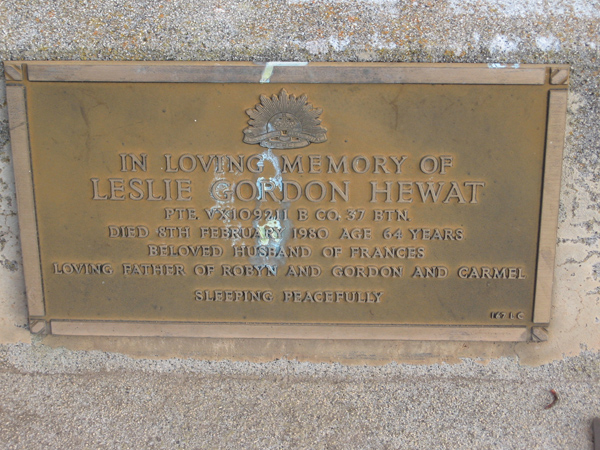 IN LOVING MEMORY OF
LESLIE GORDON HEWAT
PTE. VX109211 B CO. 37 BTN.
DIED 8TH FEBRUARY 1980 AGE 64 YEARS
BELOVED HUSBAND OF FRANCES
LOVING FATHER OF ROBYN AND GORDON AND CARMEL
SLEEPING PEACEFULLY